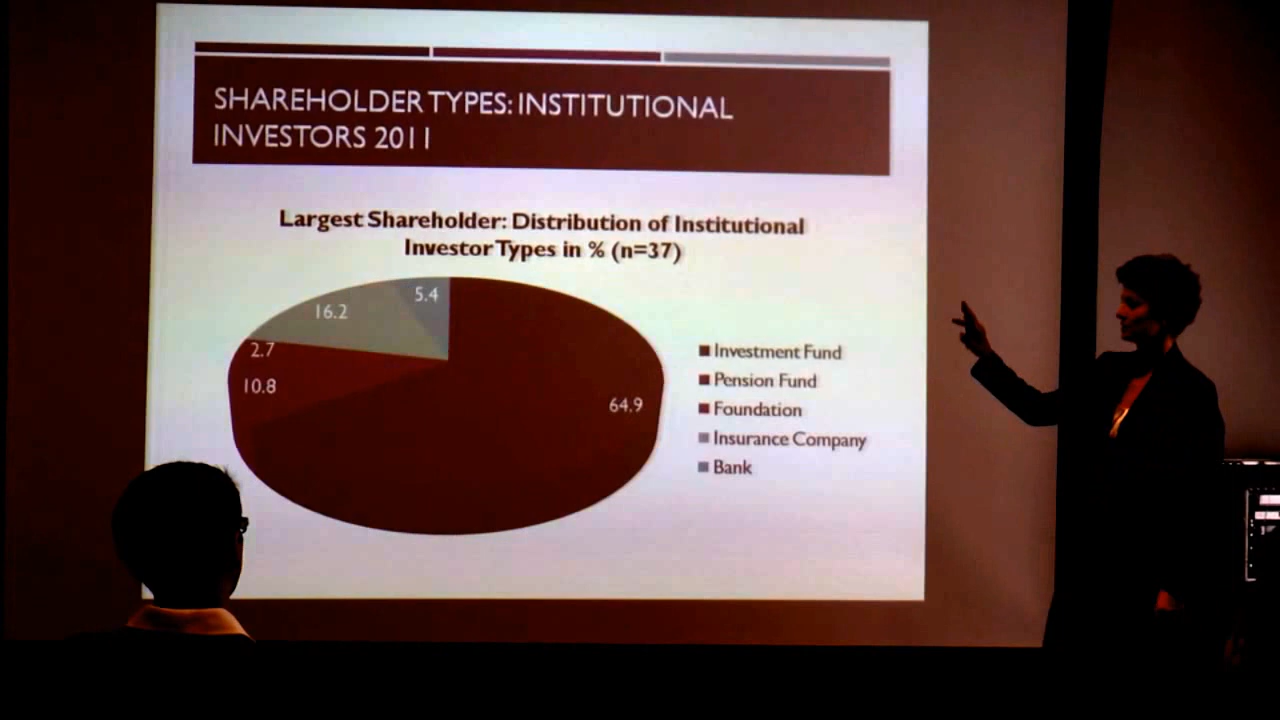 SHAREHOLDER TYPES: INSTITUTIONAL
INVESTORS 2011
Largest Shareholder: Distribution of Institutional
Investor Types in % (n=37)
5.4
16.2
2.7
10.8
64.9
Investment Fund
Pension Fund
Foundation
Insurance Company
Bank